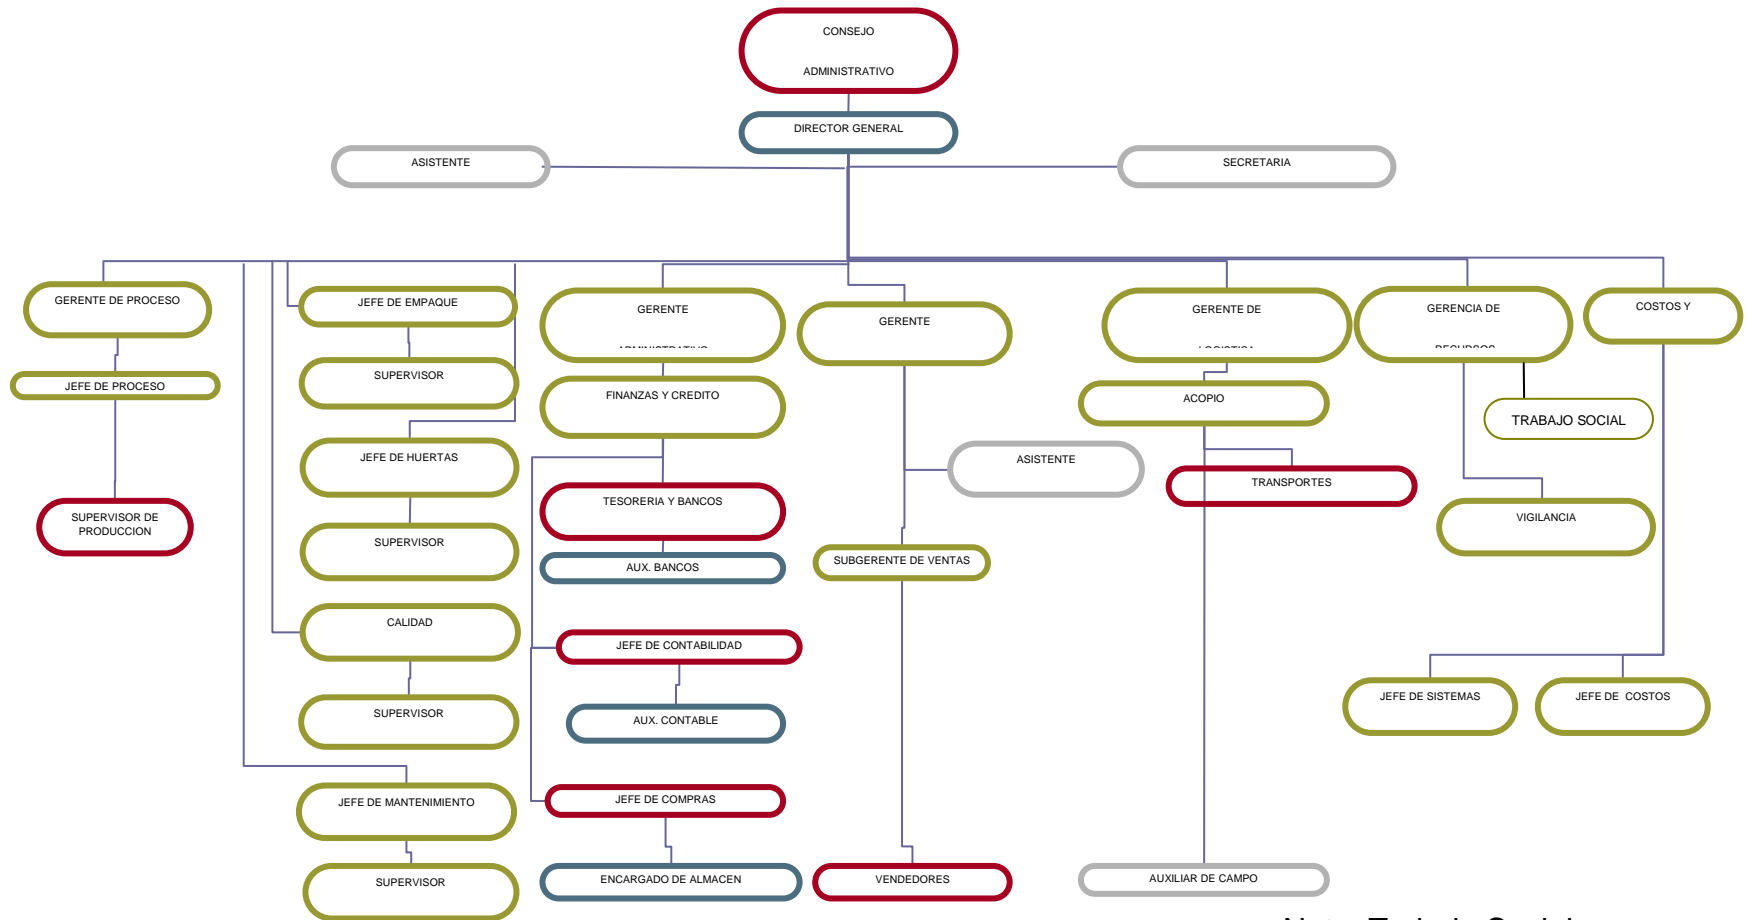 CONSEJO
ADMINISTRATIVO
DIRECTOR GENERAL
ASISTENTE
SECRETARIA
GERENTE DE PROCESO
JEFE DE EMPAQUE
GERENTE
ADMINISTRATIVO
GERENTE
GERENTE DE
LOGISTICA
GERENCIA DE
RECURSOS
COSTOS Y
JEFE DE PROCESO
SUPERVISOR
FINANZAS Y CREDITO
ACOPIO
TRABAJO SOCIAL
JEFE DE HUERTAS
ASISTENTE
TRANSPORTES
TESORERIA Y BANCOS
SUPERVISOR DE
PRODUCCION
VIGILANCIA
SUPERVISOR
AUX. BANCOS
SUBGERENTE DE VENTAS
CALIDAD
JEFE DE CONTABILIDAD
JEFE DE SISTEMAS
JEFE DE COSTOS
SUPERVISOR
AUX. CONTABLE
JEFE DE MANTENIMIENTO
JEFE DE COMPRAS
SUPERVISOR
ENCARGADO DE ALMACEN
VENDEDORES
AUXILIAR DE CAMPO